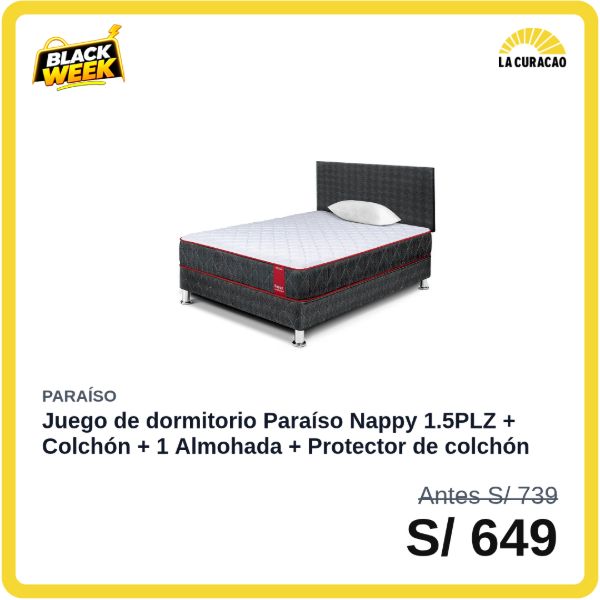 BLACK
WEEK
LA CURACAO
PARAÍSO
Juego de dormitorio Paraíso Nappy 1.5PLZ +
Colchón + 1 Almohada + Protector de colchón
Antes S/ 739
S/ 649